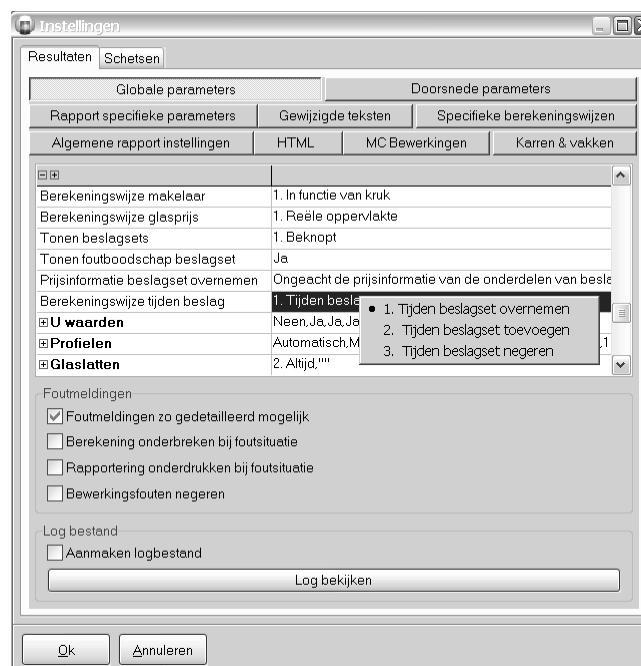 Instellingen
Resultaten Schetsen
Globale parameters Doorsnede parameters
Rapport specifieke parameters Gewijzigde teksten Specifieke berekeningswijzen
Algemene rapport instellingen HTML MC Bewerkingen Karren & vakken
Berekeningswijze makelaar 1. In functie van kruk
Berekeningswijze glasprijs 1. Reële oppervlakte
Tonen beslagsets 1. Beknopt
Tonen foutboodschap beslagset Ja
Prijsinformatie beslagset overnemen Ongeacht de prijsinformatie van de onderdelen van besla
Berekeningswijze tijden beslag 1. Tijden besla
1. Tijden beslagset overnemen
U waarden Neen,Ja,Ja,Ja
2. Tijden beslagset toevoegen
Profielen Automatisch,M ,1
3. Tijden beslagset negeren
Glaslatten 2. Altijd,""
Foutmeldingen
Foutmeldingen zo gedetailleerd mogelijk
Berekening onderbreken bij foutsituatie
Rapportering onderdrukken bij foutsituatie
Bewerkingsfouten negeren
Log bestand
Aanmaken logbestand
Log bekijken
Ok Annuleren